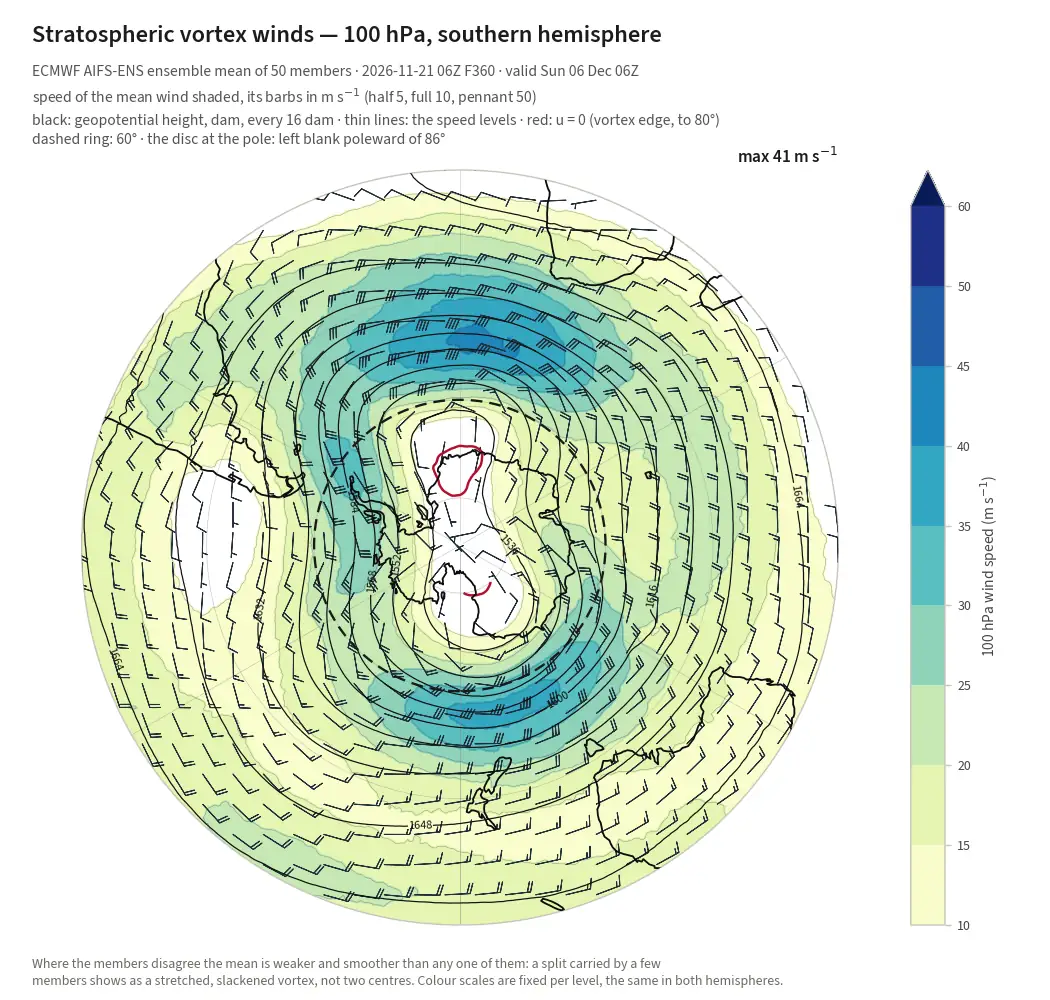 Stratospheric vortex winds — 100 hPa, southern hemisphere
ECMWF AIFS-ENS ensemble mean of 50 members · 2026-11-21 06Z F360 · valid Sun 06 Dec 06Z
speed of the mean wind shaded, its barbs in m s⁻¹ (half 5, full 10, pennant 50)
black: geopotential height, dam, every 16 dam · thin lines: the speed levels · red: u = 0 (vortex edge, to 80°)
dashed ring: 60° · the disc at the pole: left blank poleward of 86°
max 41 m s⁻¹
60
50
45
40
35
30
25
20
15
10
100 hPa wind speed (m s⁻¹)
1664
1536
1552
1568
1616
1632
1664
1600
1648
Where the members disagree the mean is weaker and smoother than any one of them: a split carried by a few
members shows as a stretched, slackened vortex, not two centres. Colour scales are fixed per level, the same in both hemispheres.